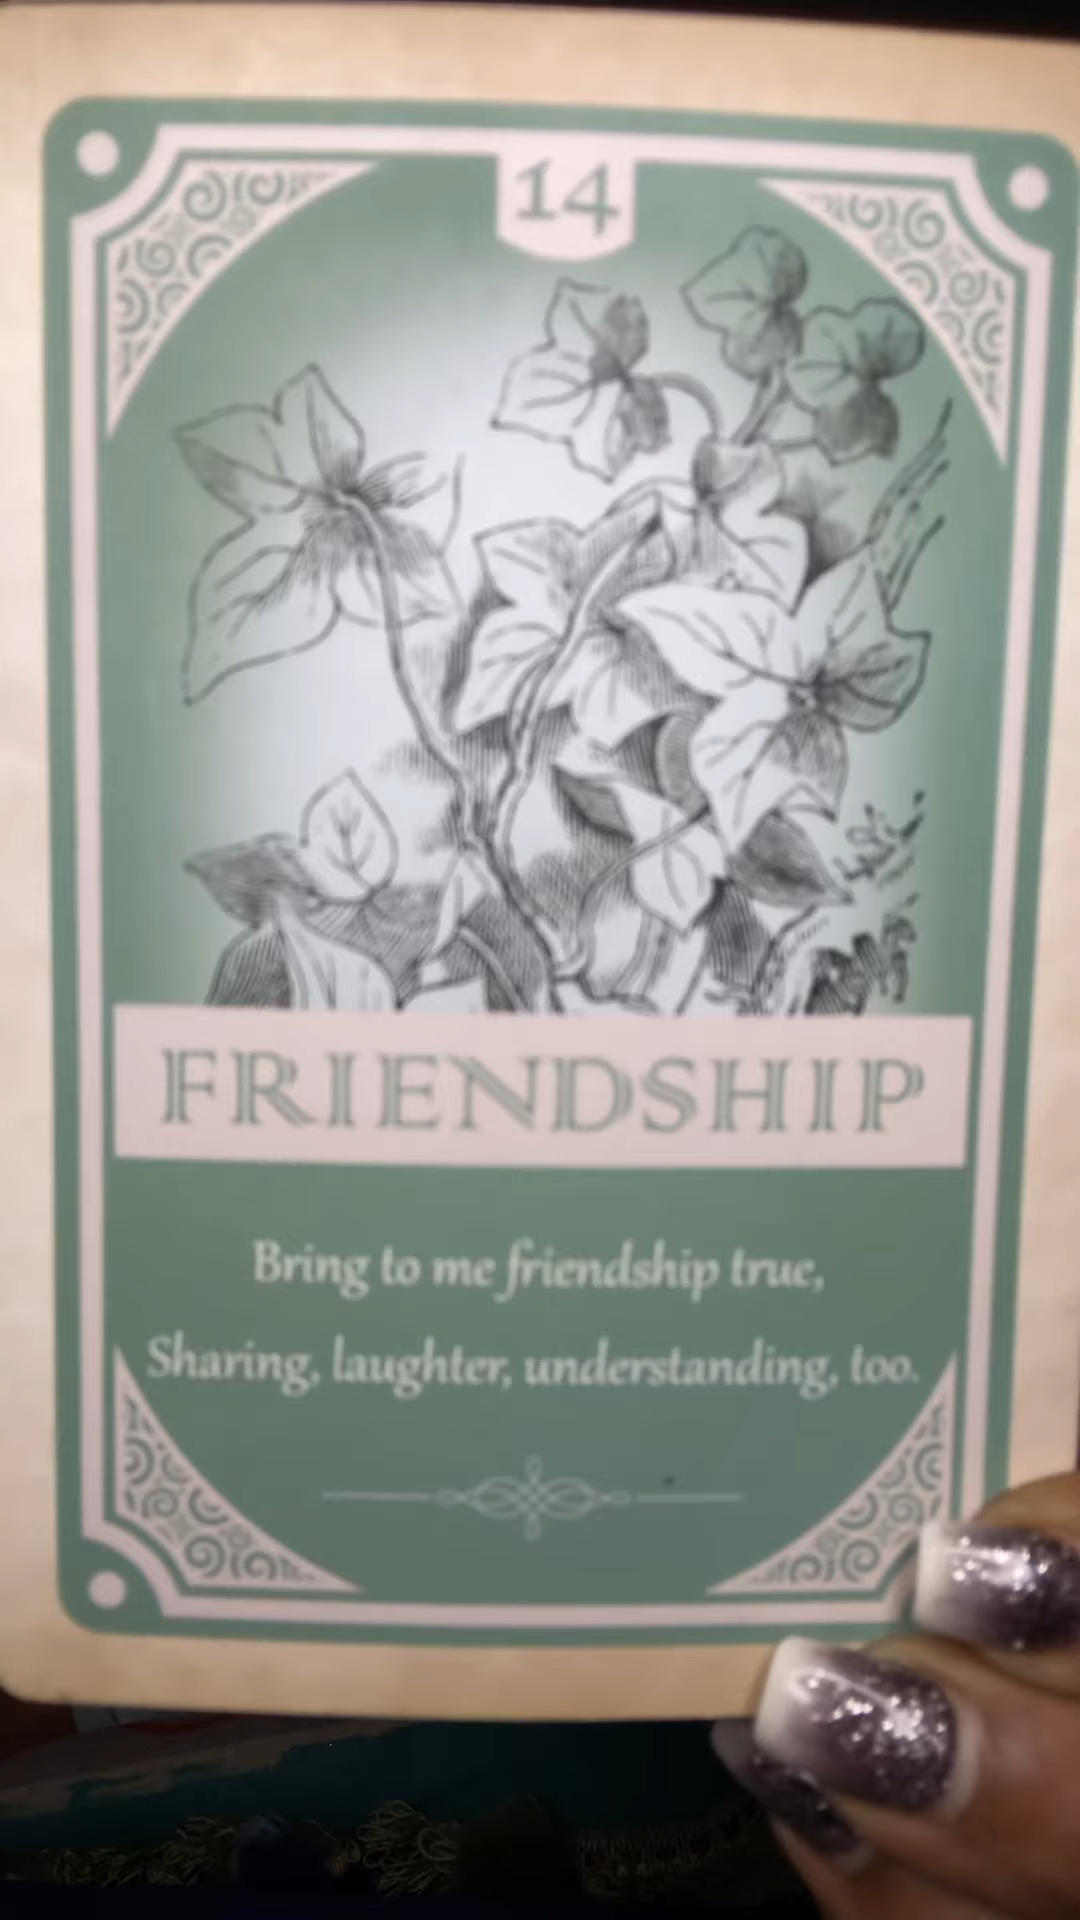 14
FRIENDSHIP
Bring to me friendship true,
Sharing, laughter, understanding, too.